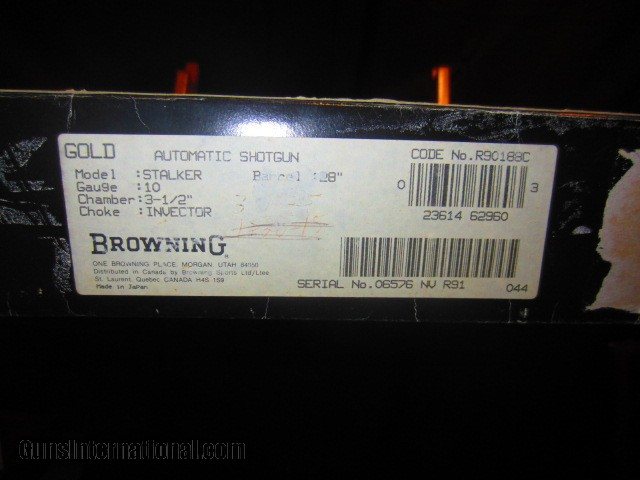 GOLD AUTOMATIC SHOTGUN CODE No.R90188C
Model :STALKER Barrel :28"
Gauge :10
Chamber:3-1/2"
Choke :INVECTOR
0 3
23614 62960
BROWNING
ONE BROWNING PLACE, MORGAN, UTAH 84050
Distributed in Canada by Browning Sports Ltd/Ltee
St. Laurent, Quebec CANADA H4S 1S9
Made in Japan
SERIAL No.06576 NV R91 044
GunsInternational.com